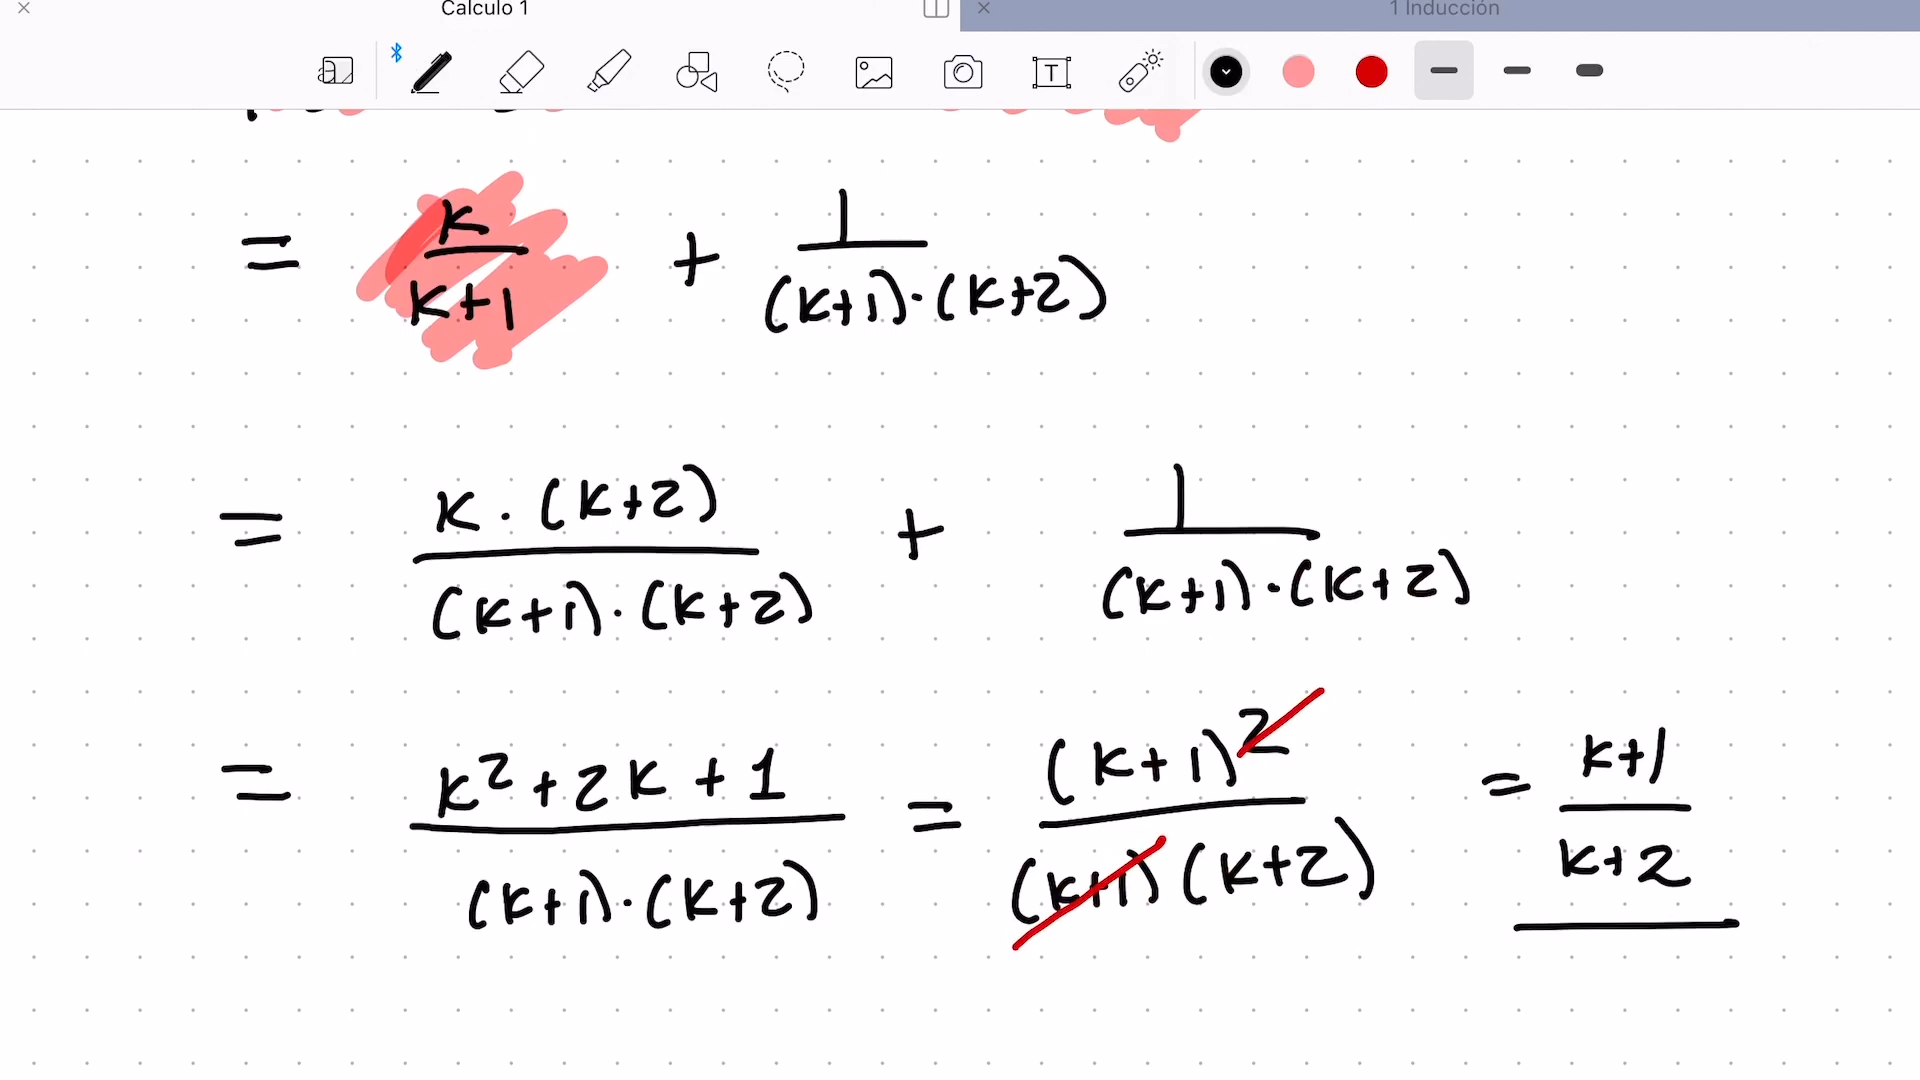 Calculo 1
1 Inducción
T
= k/(k+1) + 1/((k+1)·(k+2))
= k·(k+2)/((k+1)·(k+2)) + 1/((k+1)·(k+2))
= (k²+2k+1)/((k+1)·(k+2)) = (k+1)²/((k+1)(k+2)) = (k+1)/(k+2)